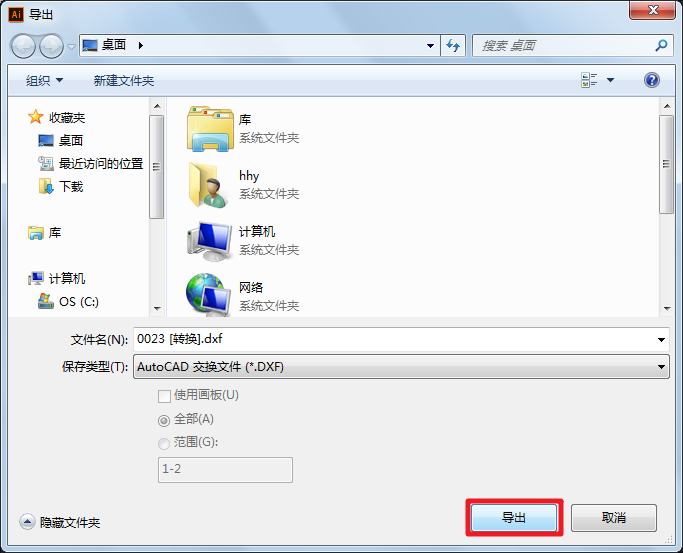 Ai 导出
桌面
搜索 桌面
组织 新建文件夹
收藏夹
桌面
最近访问的位置
下载
库
计算机
OS (C:)
库
系统文件夹
hhy
系统文件夹
计算机
系统文件夹
网络
系统文件夹
文件名(N): 0023 [转换].dxf
保存类型(T): AutoCAD 交换文件 (*.DXF)
使用画板(U)
全部(A)
范围(G):
1-2
隐藏文件夹 导出 取消